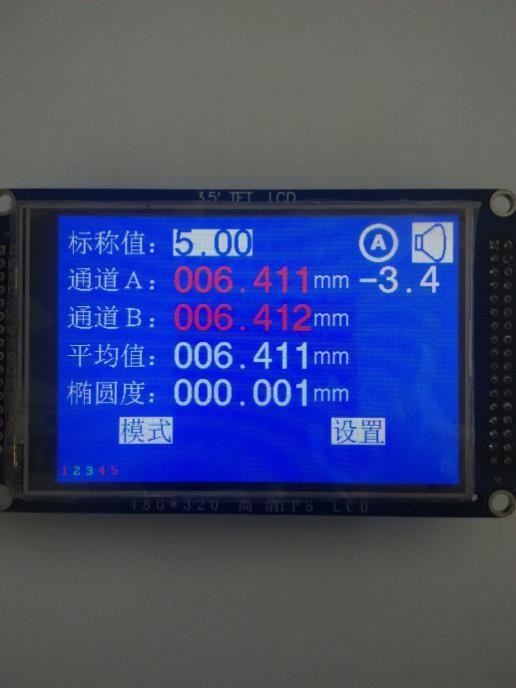 3.5' TFT LCD
标称值：5.00 A
通道A：006.411mm -3.4
通道B：006.412mm
平均值：006.411mm
椭圆度：000.001mm
模式 设置
12345
480*320 高清IPS LCD